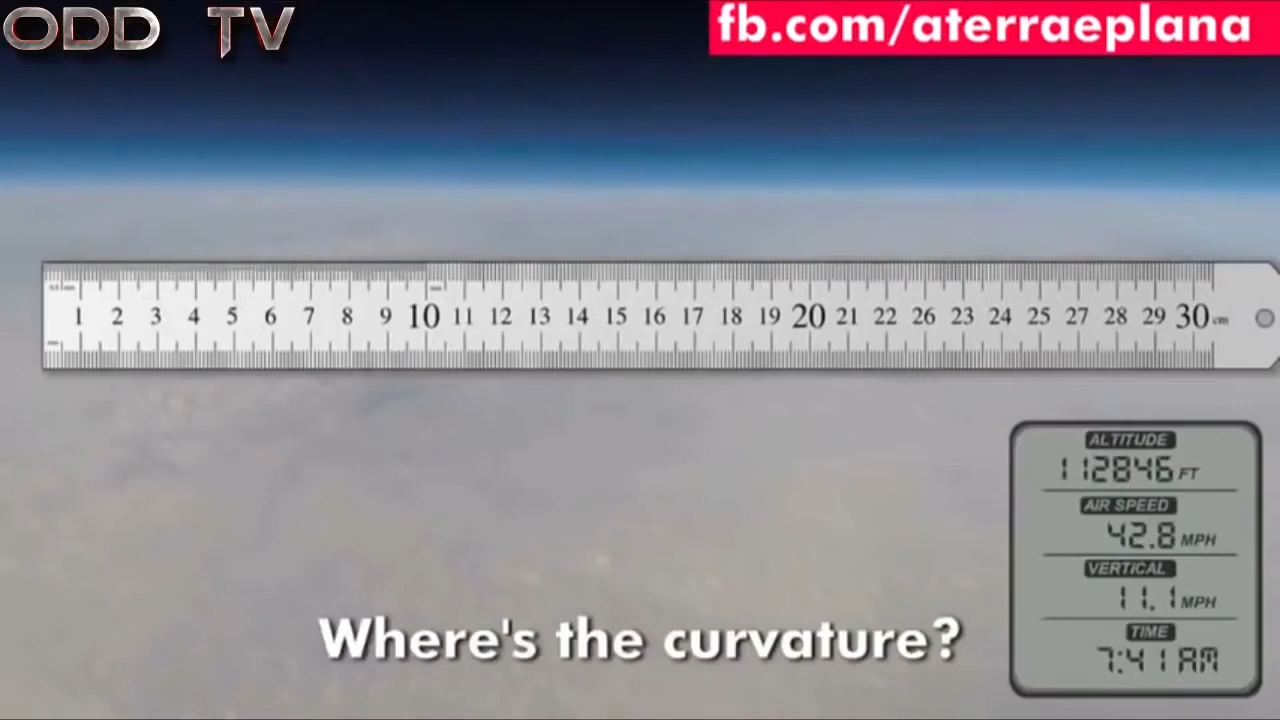 ODD TV
fb.com/aterraeplana
1 2 3 4 5 6 7 8 9 10 11 12 13 14 15 16 17 18 19 20 21 22 26 23 24 25 27 28 29 30 cm
ALTITUDE
112846 FT
AIR SPEED
42.8 MPH
VERTICAL
11.1 MPH
TIME
7:41 AM
Where's the curvature?